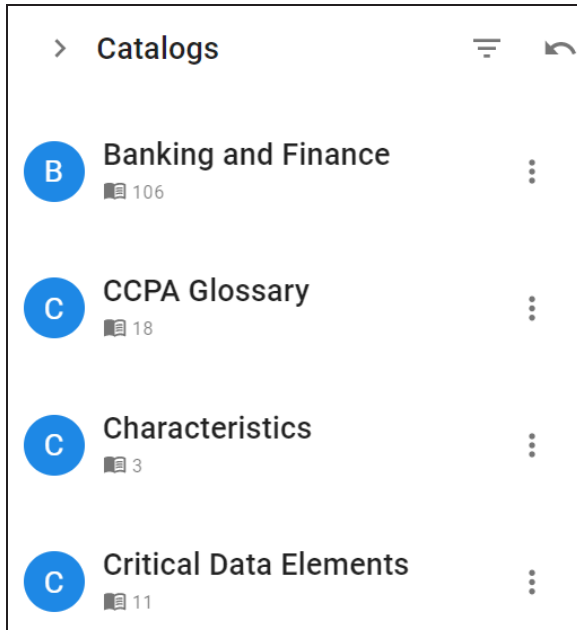 Catalogs
B
Banking and Finance
106
C
CCPA Glossary
18
C
Characteristics
3
C
Critical Data Elements
11